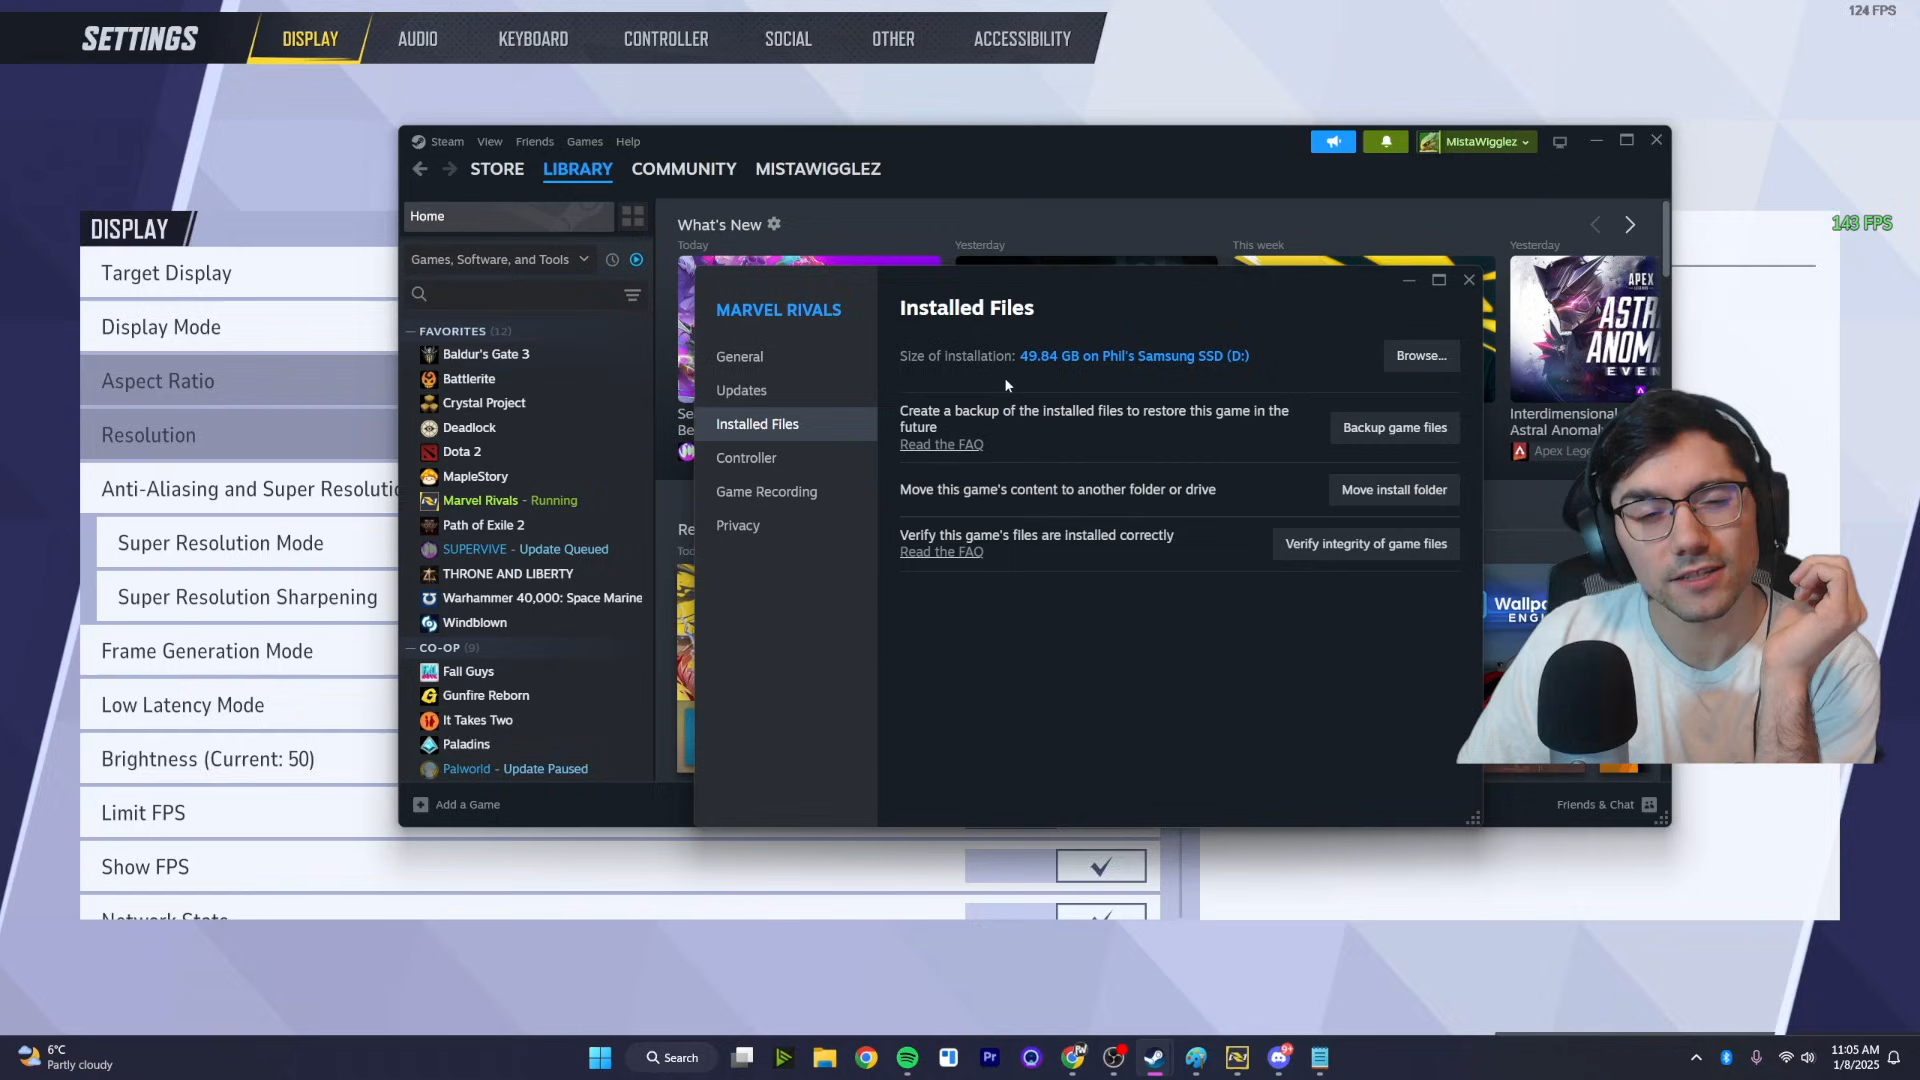 124 FPS
SETTINGS
DISPLAY
AUDIO
KEYBOARD
CONTROLLER
SOCIAL
OTHER
ACCESSIBILITY
143 FPS
DISPLAY
Target Display
Display Mode
Aspect Ratio
Resolution
Anti-Aliasing and Super Resolutio
Super Resolution Mode
Super Resolution Sharpening
Frame Generation Mode
Low Latency Mode
Brightness (Current: 50)
Limit FPS
Show FPS
Steam View Friends Games Help
MistaWigglez
STORE LIBRARY COMMUNITY MISTAWIGGLEZ
Home
Games, Software, and Tools
FAVORITES (12)
Baldur's Gate 3
Battlerite
Crystal Project
Deadlock
Dota 2
MapleStory
Marvel Rivals - Running
Path of Exile 2
SUPERVIVE - Update Queued
THRONE AND LIBERTY
Warhammer 40,000: Space Marine
Windblown
CO-OP (9)
Fall Guys
Gunfire Reborn
It Takes Two
Paladins
Palworld - Update Paused
Add a Game
What's New
Today
Yesterday
This week
Yesterday
APEX
ASTR
ANOMA
EVEN
Interdimensional
Astral Anomal
Apex Lege
Se
Be
Re
Wallp
ENG
Friends & Chat
MARVEL RIVALS
General
Updates
Installed Files
Controller
Game Recording
Privacy
Installed Files
Size of installation: 49.84 GB on Phil's Samsung SSD (D:)
Browse...
Create a backup of the installed files to restore this game in the
future
Read the FAQ
Backup game files
Move this game's content to another folder or drive
Move install folder
Verify this game's files are installed correctly
Read the FAQ
Verify integrity of game files
6°C
Partly cloudy
Search
Pr
11:05 AM
1/8/2025